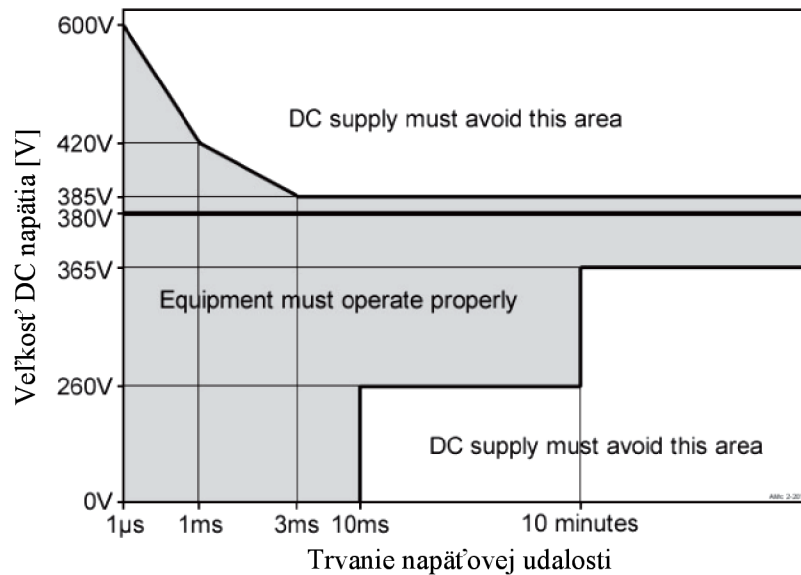 600V
DC supply must avoid this area
420V
385V
380V
365V
Equipment must operate properly
260V
DC supply must avoid this area
0V
1µs 1ms 3ms 10ms 10 minutes
Veľkosť DC napätia [V]
Trvanie napäťovej udalosti